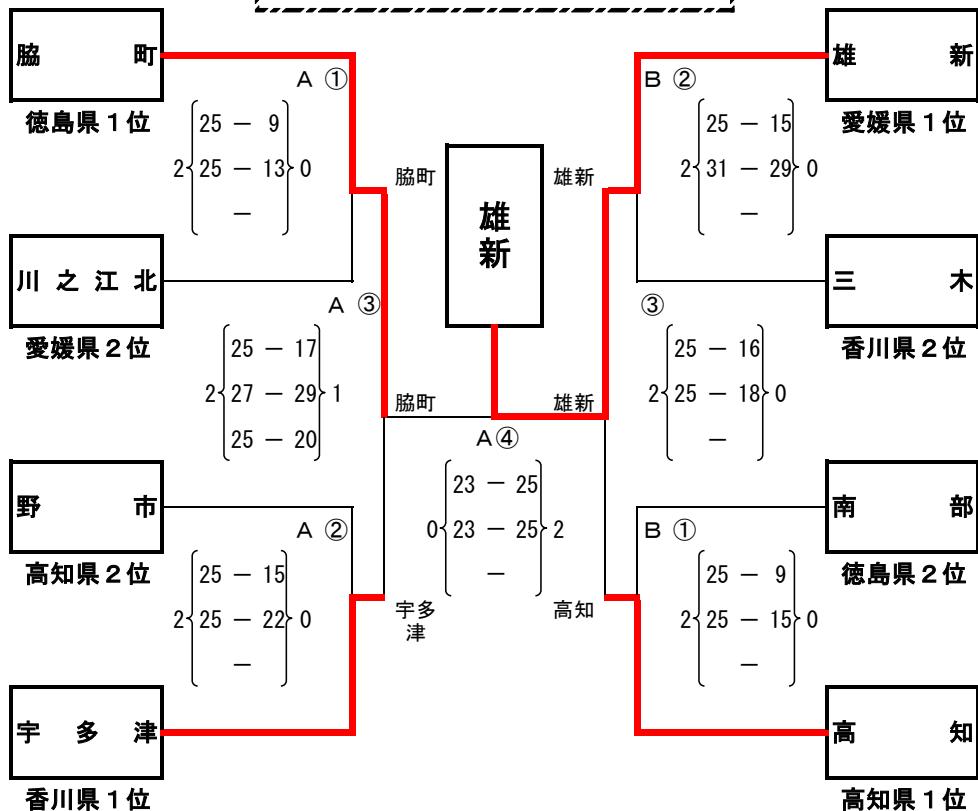 脇町
徳島県1位
A ①
25 － 9
2 25 － 13 0
－
川之江北
愛媛県2位
A ③
25 － 17
2 27 － 29 1
25 － 20
野市
高知県2位
A ②
25 － 15
2 25 － 22 0
－
宇多津
香川県1位
脇町
雄新
雄新
脇町
雄新
A④
23 － 25
0 23 － 25 2
－
宇多
津
高知
雄新
愛媛県1位
B ②
25 － 15
2 31 － 29 0
－
三木
香川県2位
③
25 － 16
2 25 － 18 0
－
南部
徳島県2位
B ①
25 － 9
2 25 － 15 0
－
高知
高知県1位